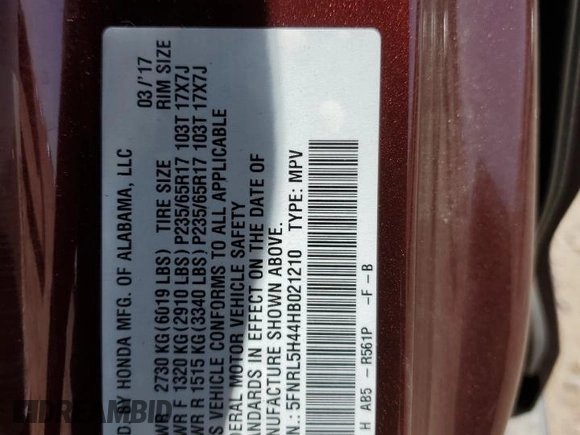 D BY HONDA MFG. OF ALABAMA, LLC 03/'17
WR 2730 KG(6019 LBS) TIRE SIZE RIM SIZE
WR F 1320 KG(2910 LBS) P235/65R17 103T 17X7J
WR R 1515 KG(3340 LBS) P235/65R17 103T 17X7J
S VEHICLE CONFORMS TO ALL APPLICABLE
DERAL MOTOR VEHICLE SAFETY
ANDARDS IN EFFECT ON THE DATE OF
NUFACTURE SHOWN ABOVE.
N.: 5FNRL5H44HB021210 TYPE: MPV
H AB5 -R561P -F-B
DREAMBID